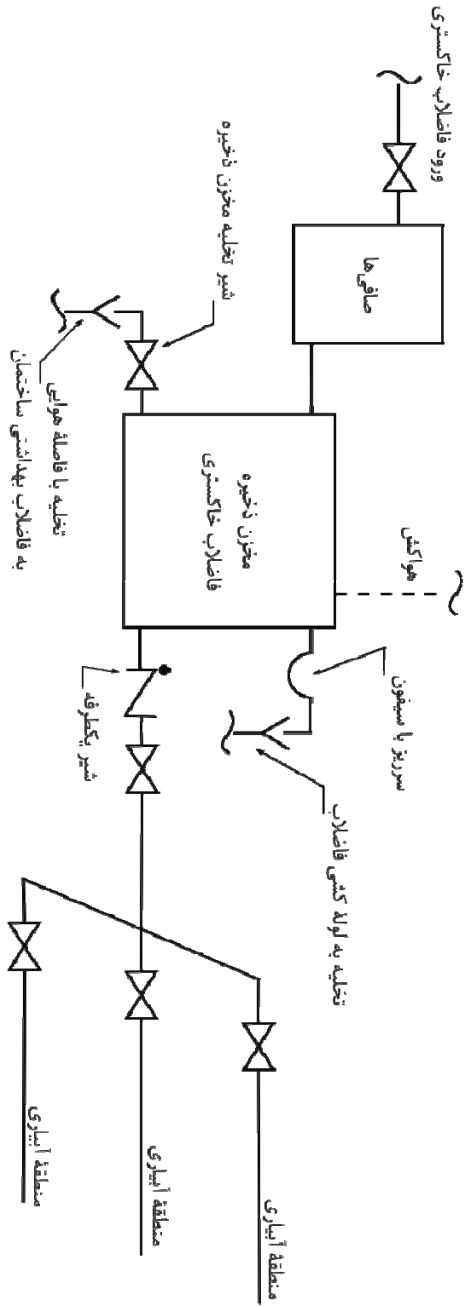 ورود فاضلاب خاکستری
صافی‌ها
شیر تخلیه مخزن ذخیره
تخلیه با فاصلهٔ هوایی
به فاضلاب بهداشتی ساختمان
مخزن ذخیره
فاضلاب خاکستری
هواکش
سرریز با سیفون
تخلیه به لولهٔ کشی فاضلاب
شیر یکطرفه
منطقهٔ آبیاری
منطقهٔ آبیاری
منطقهٔ آبیاری